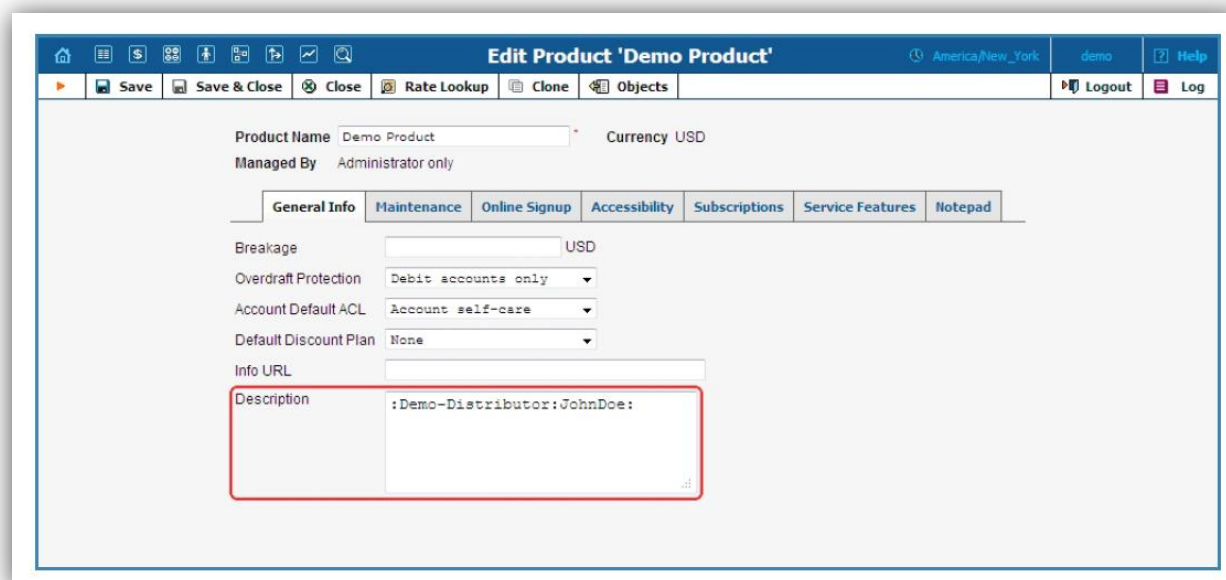 Edit Product 'Demo Product' America/New_York demo ? Help
Save Save & Close Close Rate Lookup Clone Objects Logout Log
Product Name Demo Product * Currency USD
Managed By Administrator only
General Info Maintenance Online Signup Accessibility Subscriptions Service Features Notepad
Breakage USD
Overdraft Protection Debit accounts only
Account Default ACL Account self-care
Default Discount Plan None
Info URL
Description :Demo-Distributor:JohnDoe: